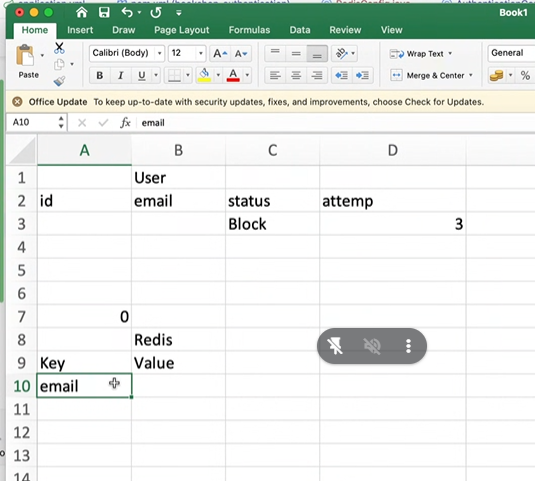 Book1
Home Insert Draw Page Layout Formulas Data Review View
Paste
Calibri (Body) 12 A A Wrap Text General
B I U A Merge & Center %
Office Update To keep up-to-date with security updates, fixes, and improvements, choose Check for Updates.
A10 fx email
A B C D
1 User
2 id email status attemp
3 Block 3
4
5
6
7 0
8 Redis
9 Key Value
10 email
11
12
13
14